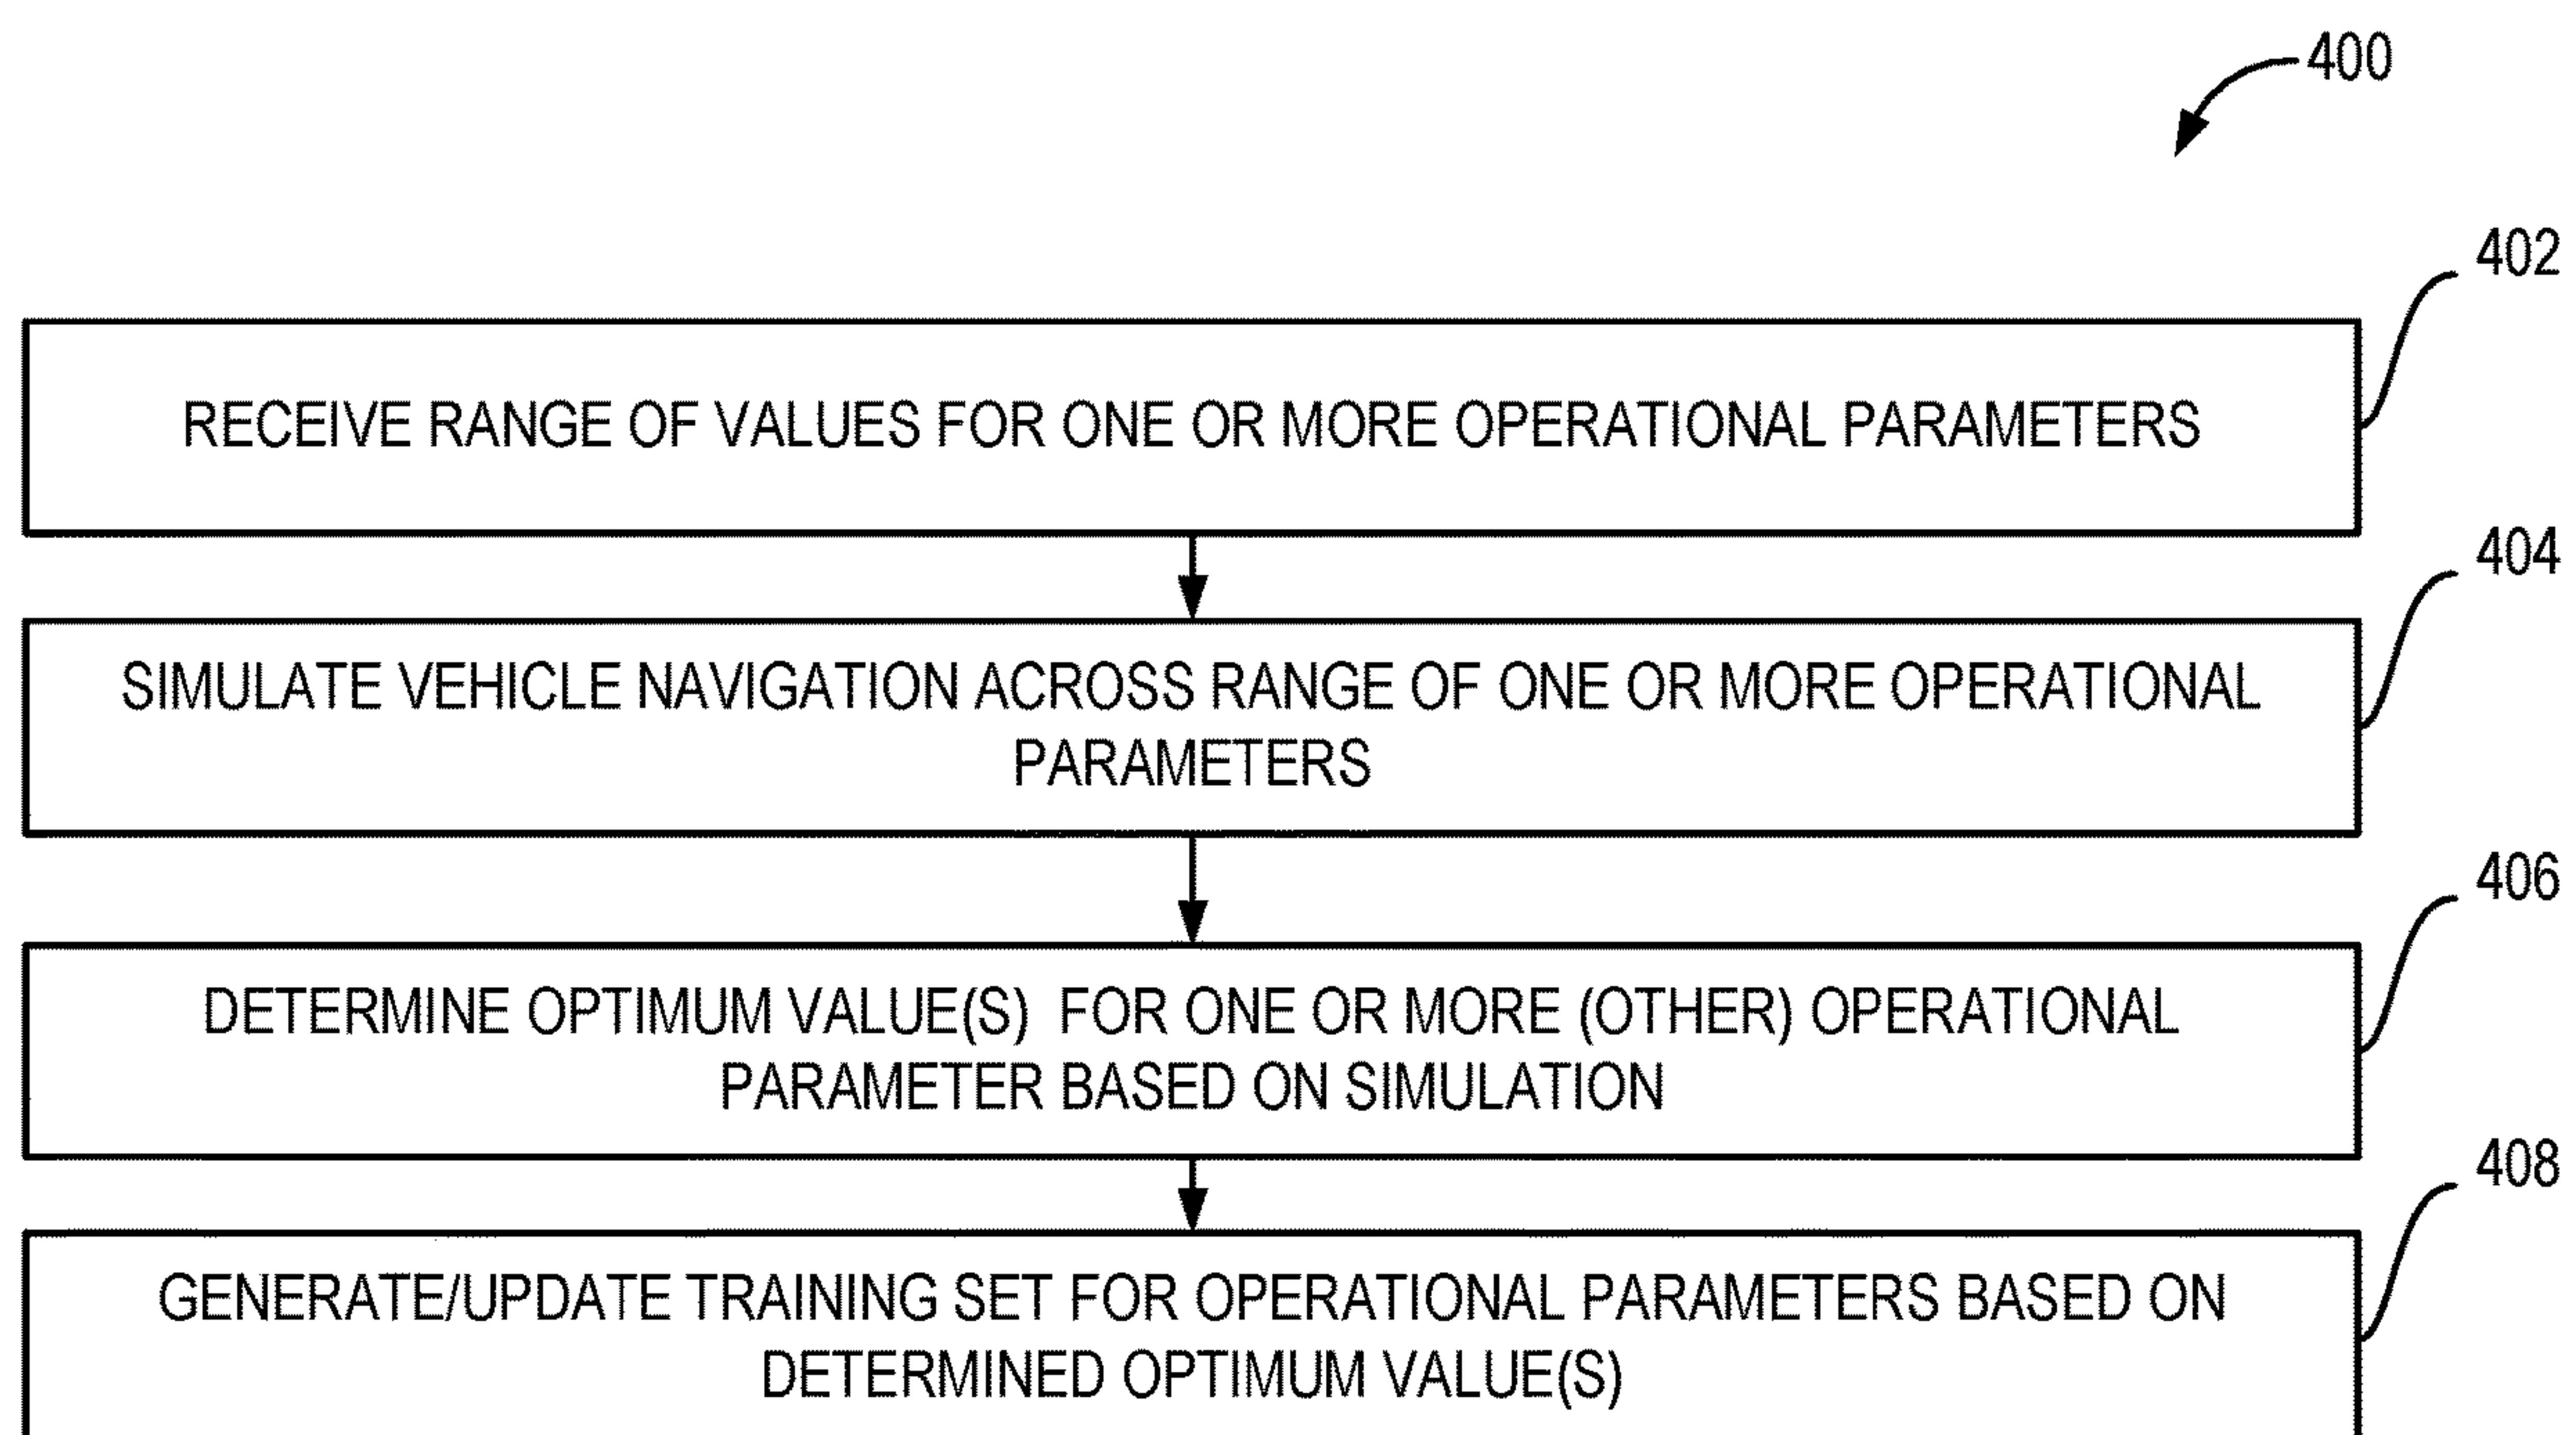 400
402
RECEIVE RANGE OF VALUES FOR ONE OR MORE OPERATIONAL PARAMETERS
404
SIMULATE VEHICLE NAVIGATION ACROSS RANGE OF ONE OR MORE OPERATIONAL
PARAMETERS
406
DETERMINE OPTIMUM VALUE(S) FOR ONE OR MORE (OTHER) OPERATIONAL
PARAMETER BASED ON SIMULATION
408
GENERATE/UPDATE TRAINING SET FOR OPERATIONAL PARAMETERS BASED ON
DETERMINED OPTIMUM VALUE(S)